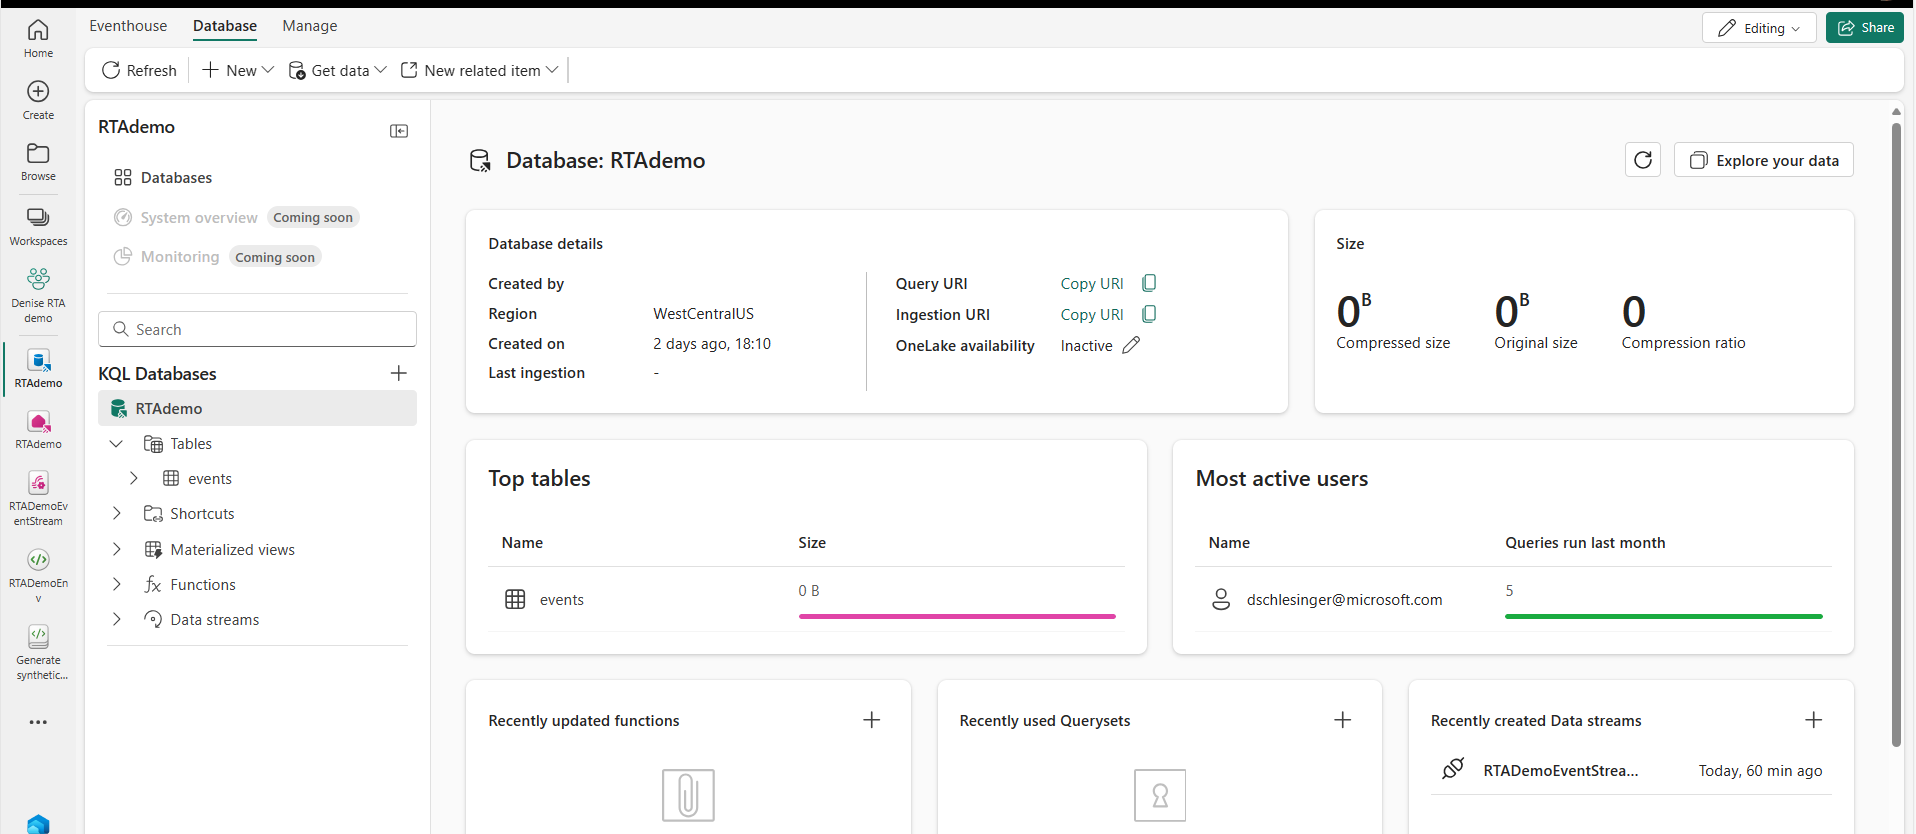 Home
Create
Browse
Workspaces
Denise RTA
demo
RTAdemo
RTAdemo
RTADemoEv
entStream
RTADemoEn
v
Generate
synthetic...
Eventhouse Database Manage
Editing
Share
Refresh New Get data New related item
RTAdemo
Databases
System overview Coming soon
Monitoring Coming soon
Search
KQL Databases
RTAdemo
Tables
events
Shortcuts
Materialized views
Functions
Data streams
Database: RTAdemo
Explore your data
Database details
Created by
Region WestCentralUS
Created on 2 days ago, 18:10
Last ingestion -
Query URI Copy URI
Ingestion URI Copy URI
OneLake availability Inactive
Size
0 B 0 B 0
Compressed size Original size Compression ratio
Top tables
Name Size
events 0 B
Most active users
Name Queries run last month
dschlesinger@microsoft.com 5
Recently updated functions
Recently used Querysets
Recently created Data streams
RTADemoEventStrea... Today, 60 min ago